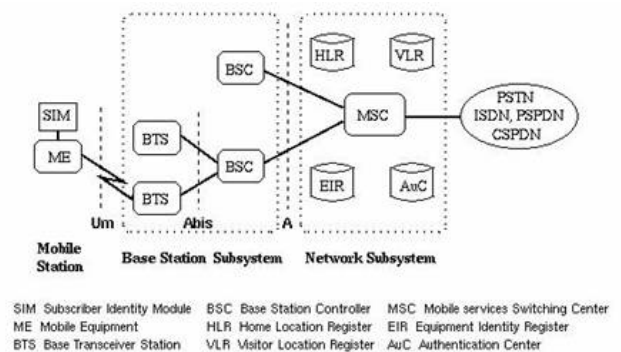 HLR VLR
BSC
PSTN
ISDN, PSPDN
CSPDN
MSC
SIM
BTS
ME
BSC
BTS
EIR AuC
Um Abis A
Mobile
Station
Base Station Subsystem Network Subsystem
SIM Subscriber Identity Module BSC Base Station Controller MSC Mobile services Switching Center
ME Mobile Equipment HLR Home Location Register EIR Equipment Identity Register
BTS Base Transceiver Station VLR Visitor Location Register AuC Authentication Center